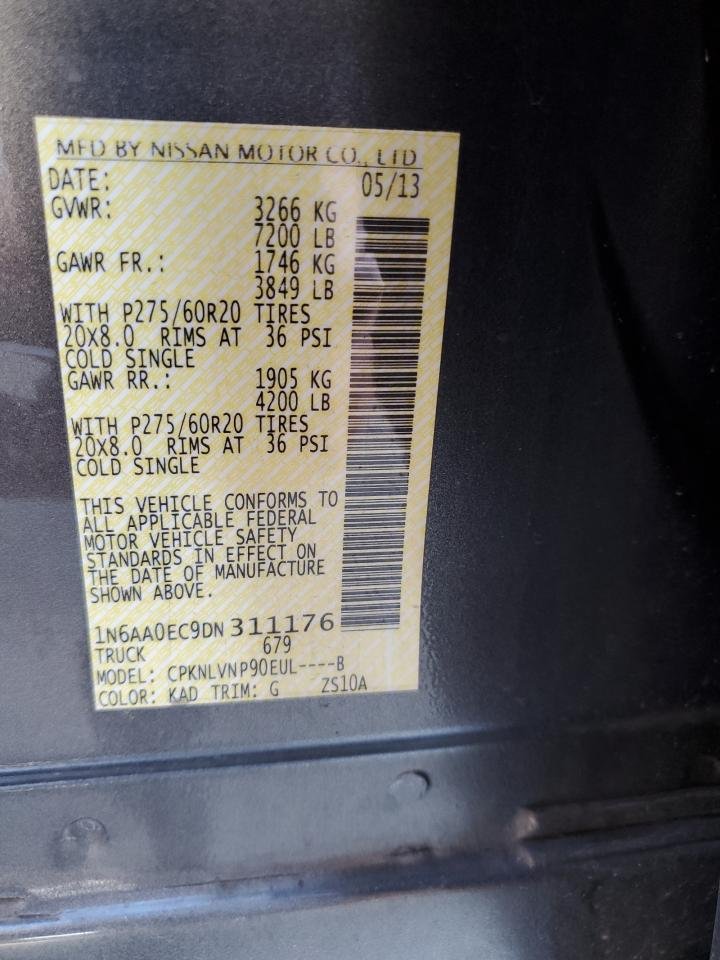 MFD BY NISSAN MOTOR CO., LTD
DATE: 05/13
GVWR: 3266 KG
7200 LB
GAWR FR.: 1746 KG
3849 LB
WITH P275/60R20 TIRES
20X8.0 RIMS AT 36 PSI
COLD SINGLE
GAWR RR.: 1905 KG
4200 LB
WITH P275/60R20 TIRES
20X8.0 RIMS AT 36 PSI
COLD SINGLE
THIS VEHICLE CONFORMS TO
ALL APPLICABLE FEDERAL
MOTOR VEHICLE SAFETY
STANDARDS IN EFFECT ON
THE DATE OF MANUFACTURE
SHOWN ABOVE.
1N6AA0EC9DN311176
TRUCK 679
MODEL: CPKNLVNP90EUL----B
COLOR: KAD TRIM: G ZS10A